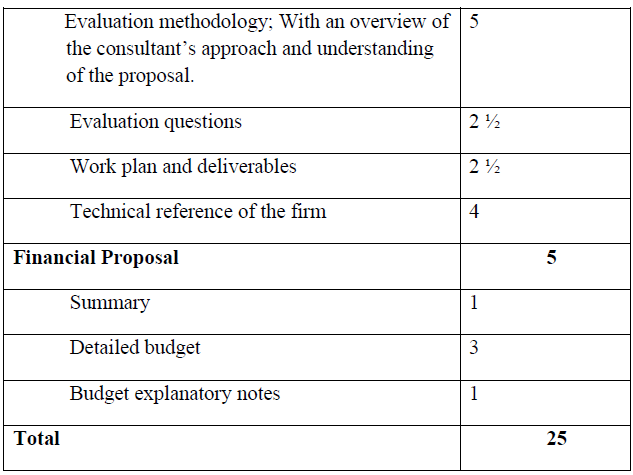 Evaluation methodology; With an overview of 5
the consultant’s approach and understanding
of the proposal.
Evaluation questions 2 ½
Work plan and deliverables 2 ½
Technical reference of the firm 4
Financial Proposal 5
Summary 1
Detailed budget 3
Budget explanatory notes 1
Total 25